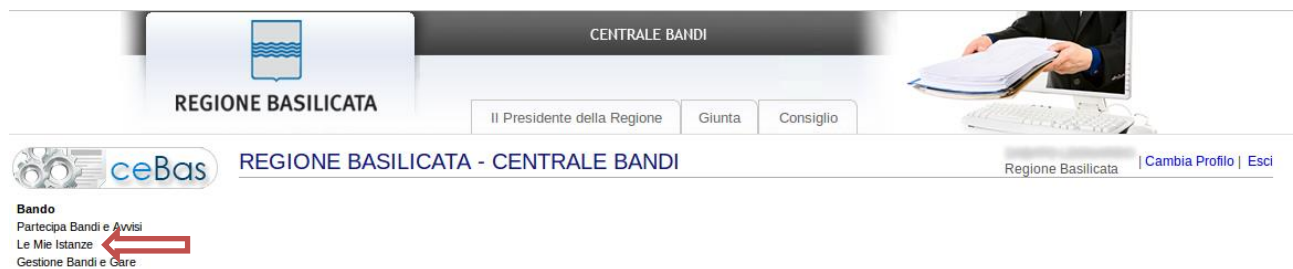 CENTRALE BANDI
REGIONE BASILICATA
Il Presidente della Regione
Giunta
Consiglio
ceBas
REGIONE BASILICATA - CENTRALE BANDI
Regione Basilicata
| Cambia Profilo | Esci
Bando
Partecipa Bandi e Avvisi
Le Mie Istanze
Gestione Bandi e Gare